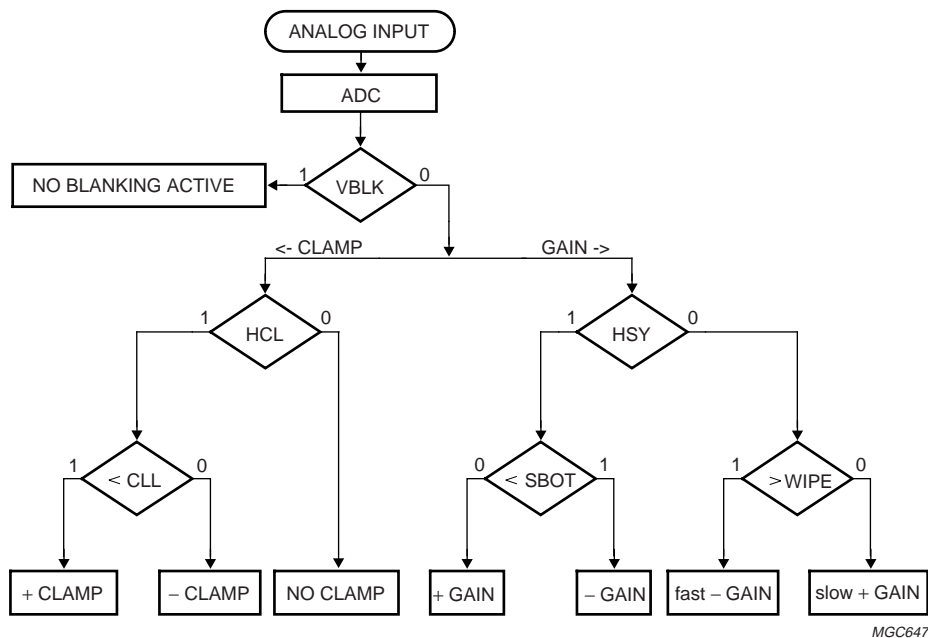 ANALOG INPUT
ADC
1 VBLK 0
NO BLANKING ACTIVE
<- CLAMP GAIN ->
1 HCL 0
1 HSY 0
1 < CLL 0
0 < SBOT 1
1 >WIPE 0
+ CLAMP
− CLAMP
NO CLAMP
+ GAIN
− GAIN
fast − GAIN
slow + GAIN
MGC647